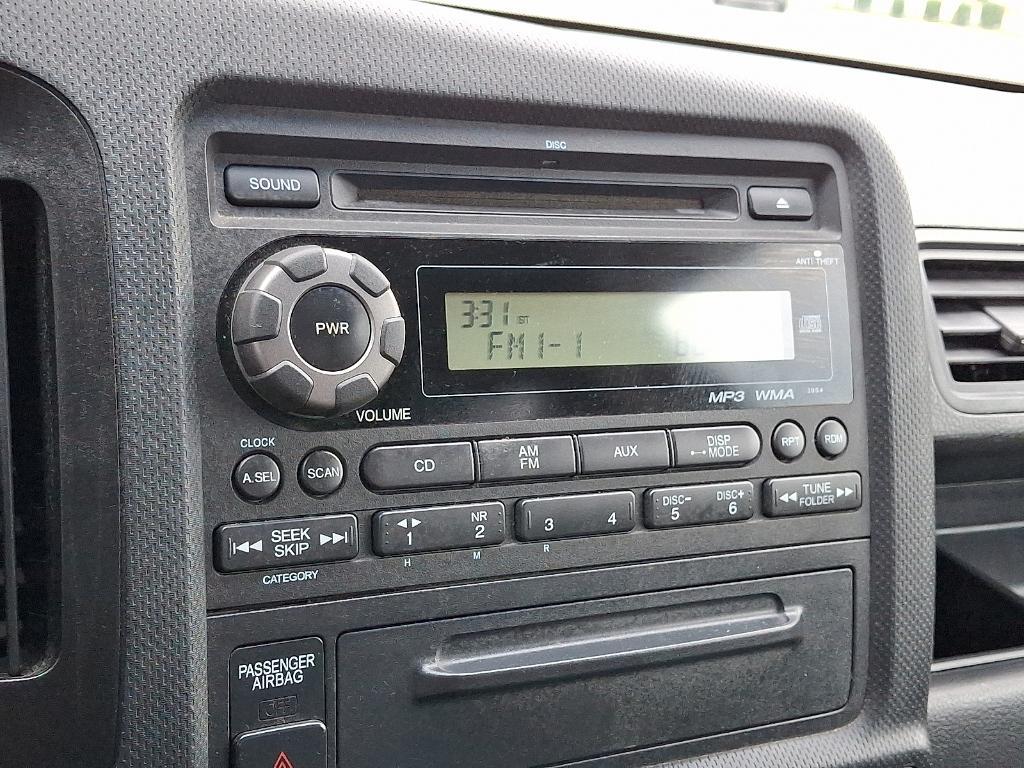 DISC
SOUND
ANTI THEFT
3:31 ST
FM1-1
PWR
VOLUME
MP3 WMA
CLOCK
A.SEL
SCAN
CD
AM
FM
AUX
DISP
MODE
RPT
RDM
SEEK
SKIP
CATEGORY
1
NR
2
3
4
DISC-
5
DISC+
6
TUNE
FOLDER
H
M
R
PASSENGER
AIRBAG
OFF